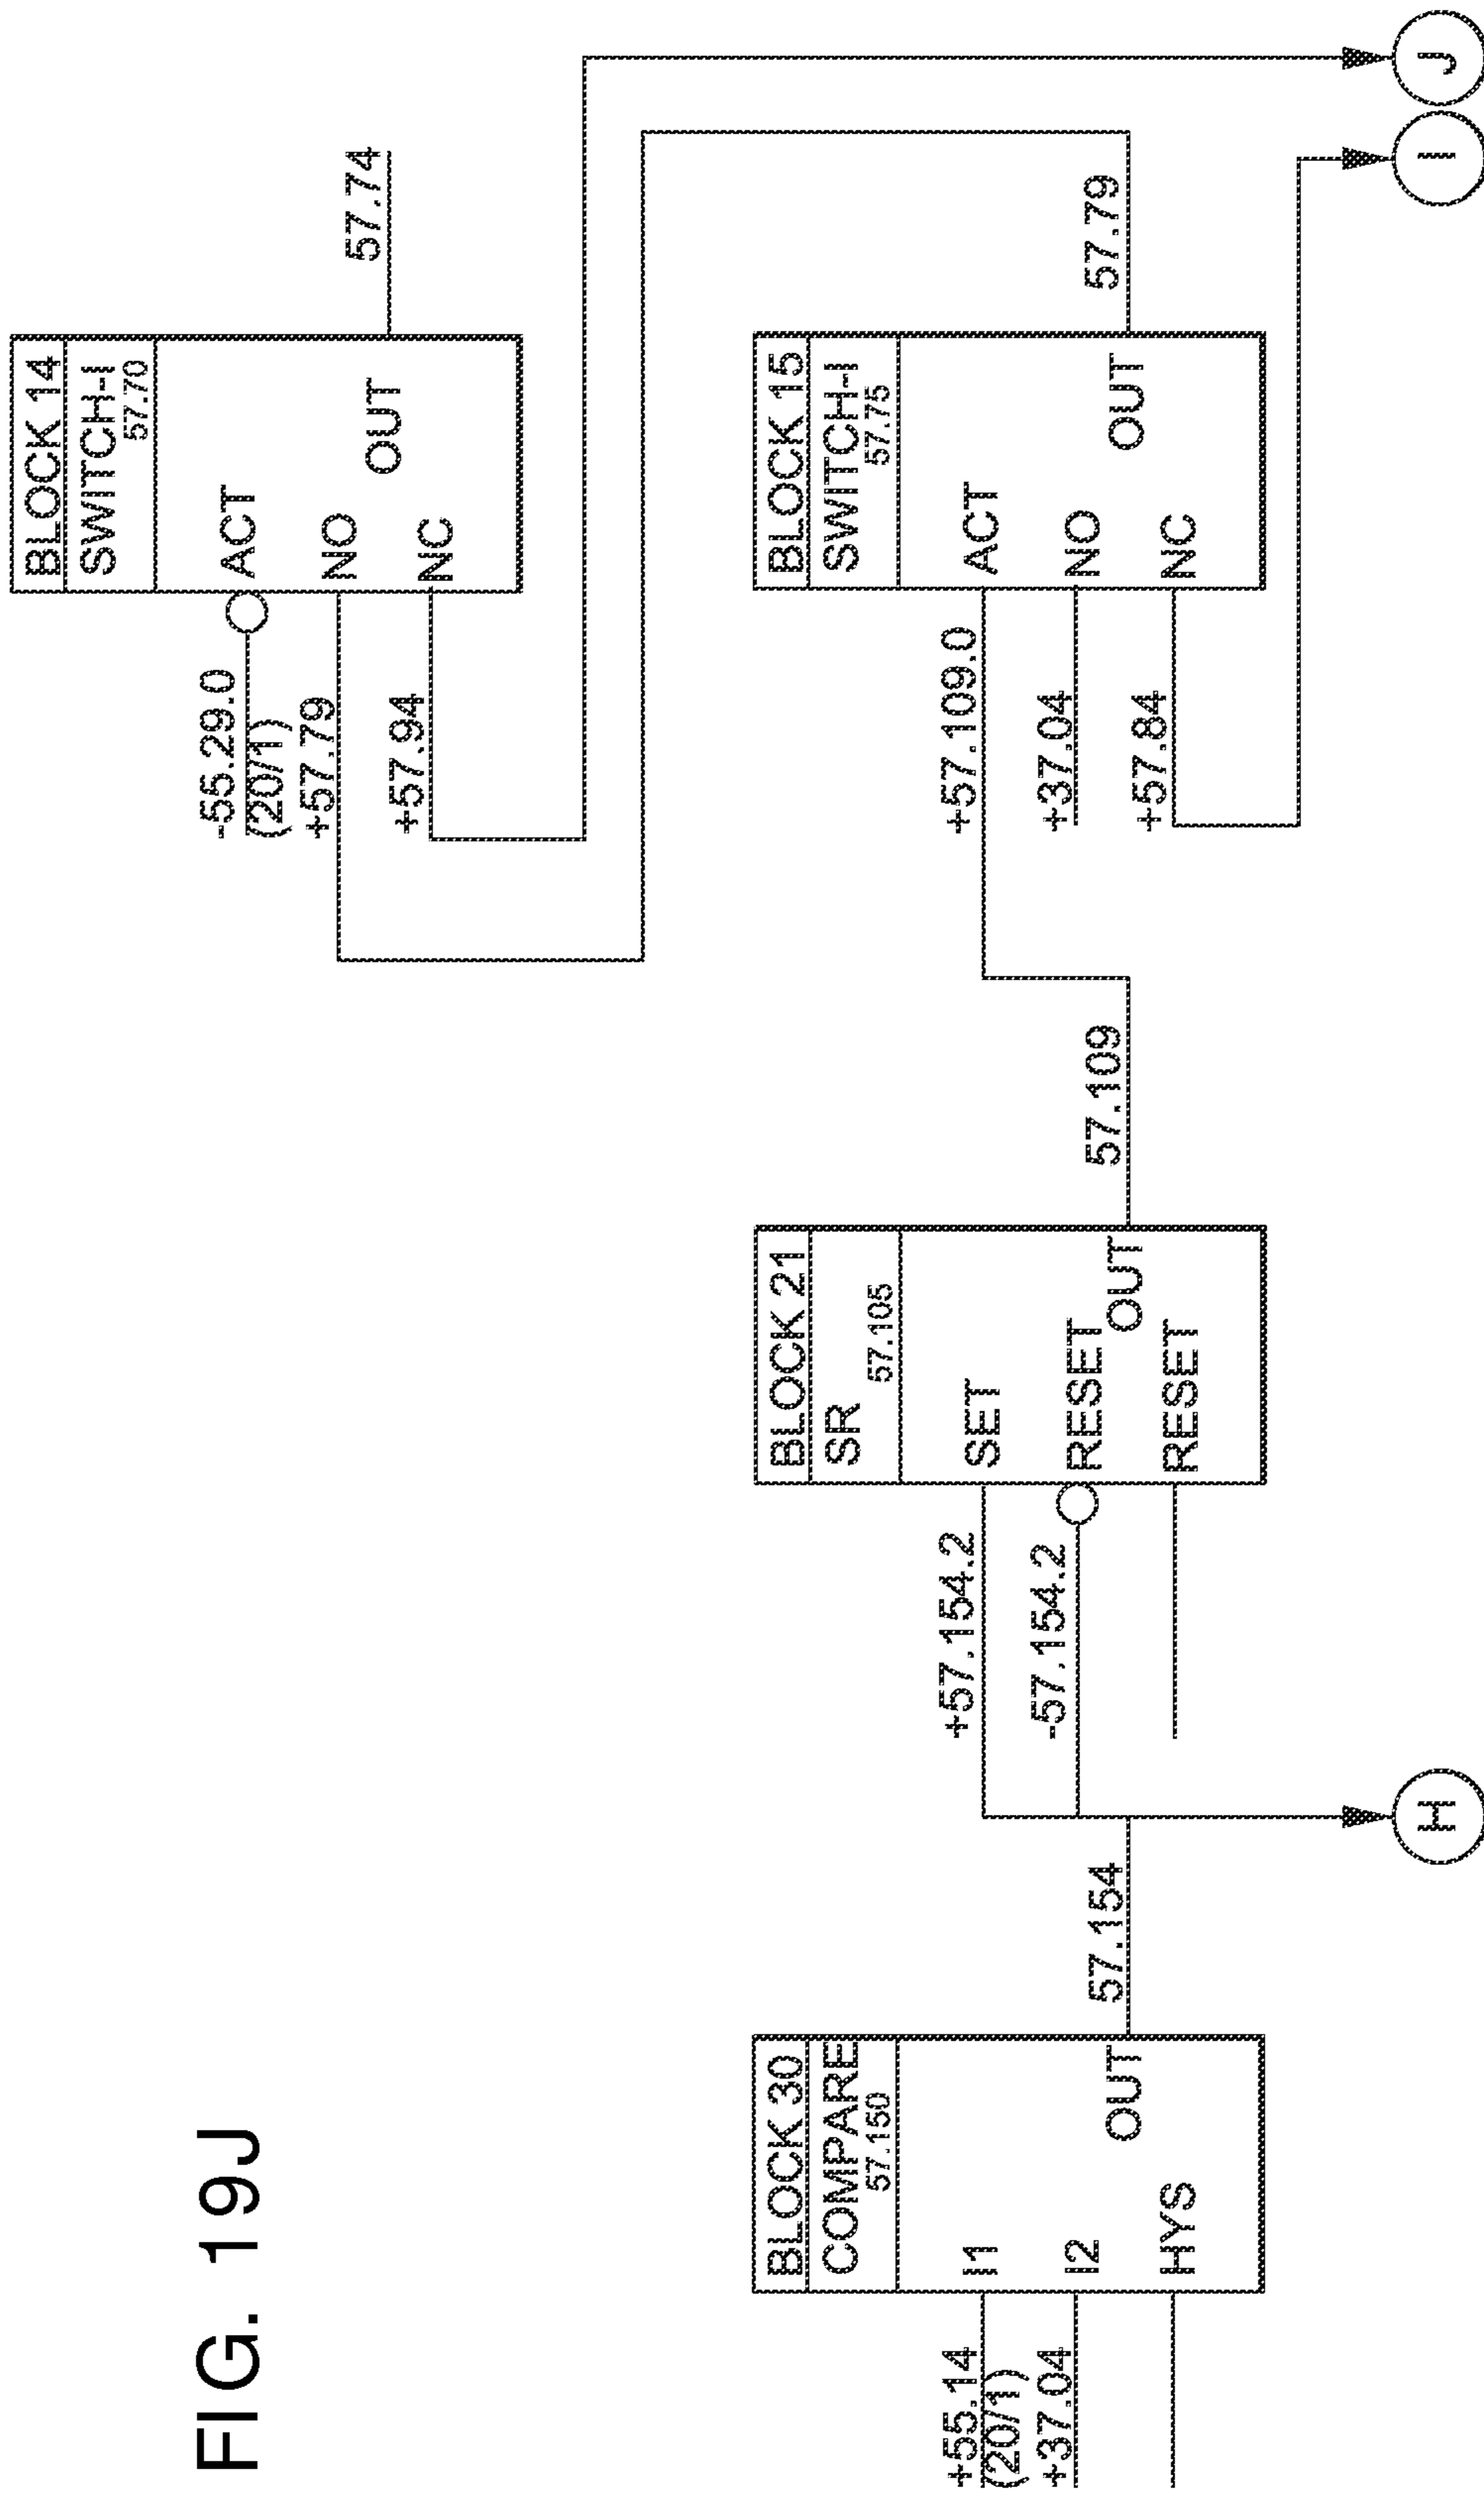 FIG. 19J
BLOCK 14
SWITCH-I
57.70
-55.29.0
(20/1)
ACT
+57.79
NO
OUT
57.74
+57.94
NC
BLOCK 30
COMPARE
57.150
+55.14
(20/1)
I1
+37.04
I2
OUT
57.154
HYS
BLOCK 21
SR
57.105
+57.154.2
SET
-57.154.2
RESET
OUT
57.109
RESET
BLOCK 15
SWITCH-I
57.75
+57.109.0
ACT
+37.04
NO
OUT
57.79
+57.84
NC
H
I
J